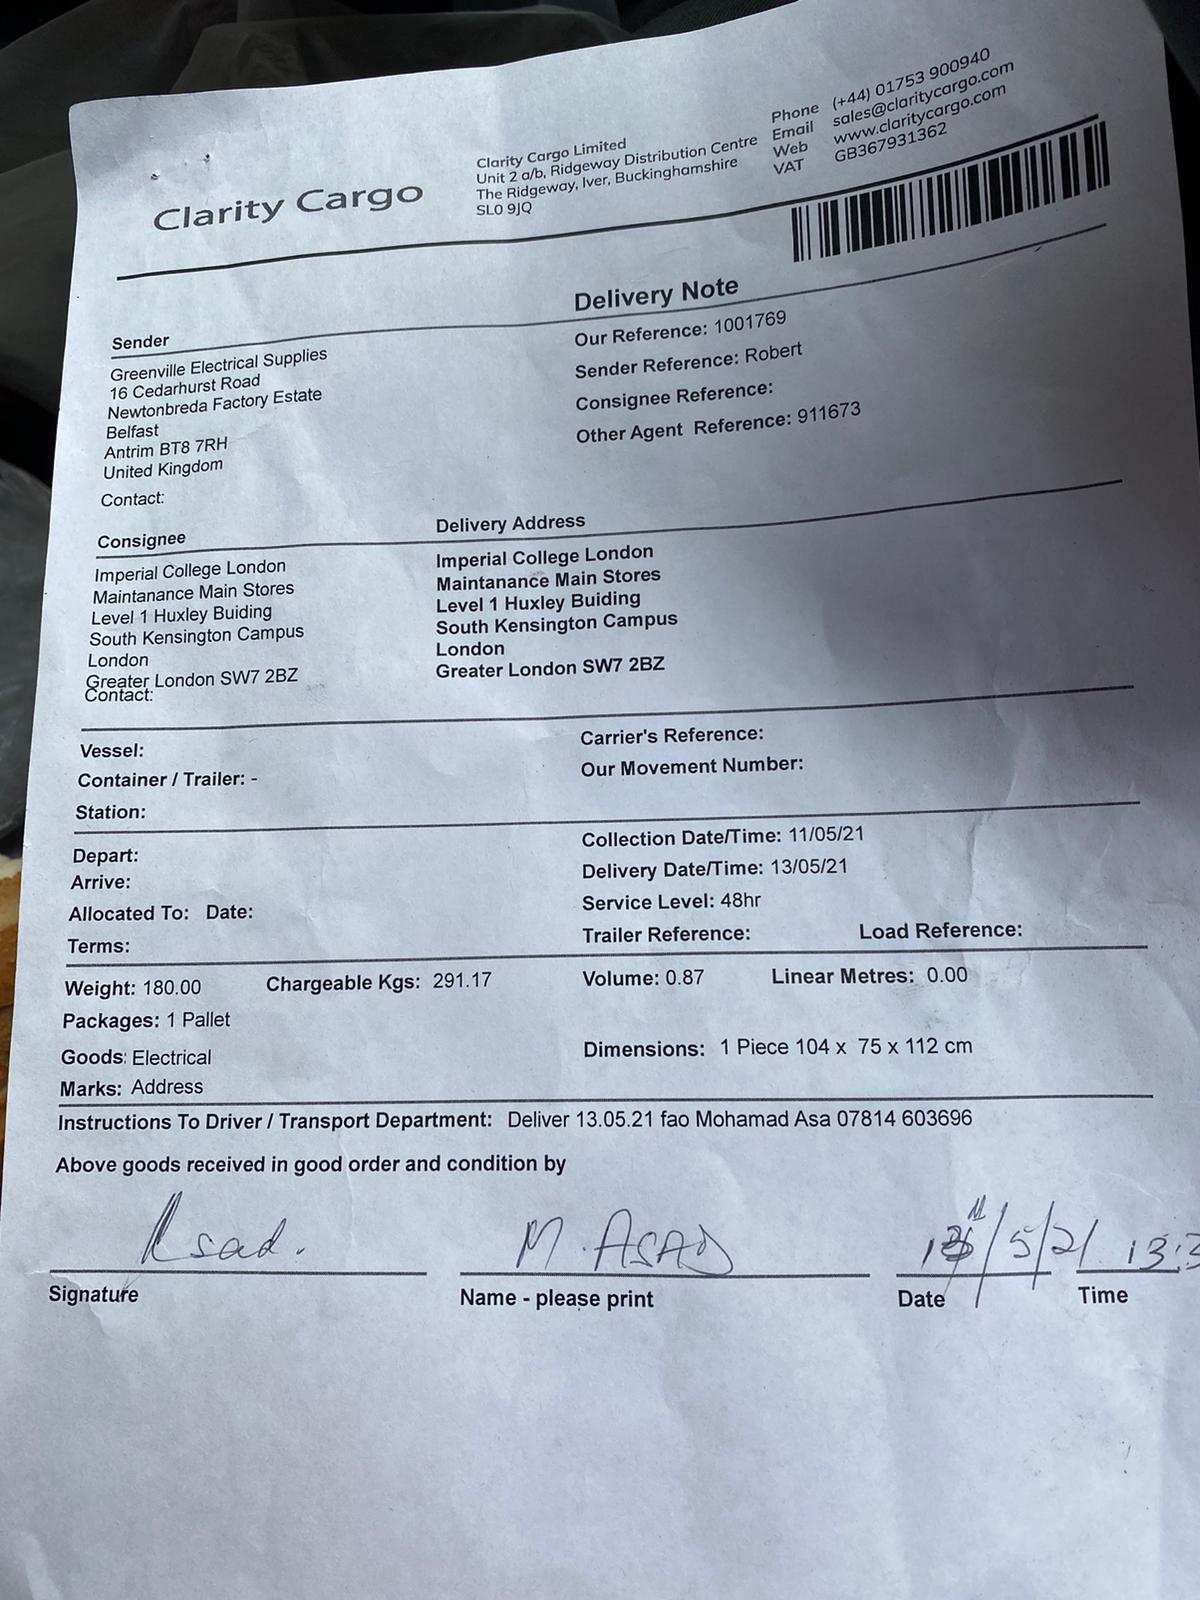 Clarity Cargo
Clarity Cargo Limited
Unit 2 a/b, Ridgeway Distribution Centre
The Ridgeway, Iver, Buckinghamshire
SL0 9JQ
Phone (+44) 01753 900940
Email sales@claritycargo.com
Web www.claritycargo.com
VAT GB367931362
Delivery Note
Sender
Greenville Electrical Supplies
16 Cedarhurst Road
Newtonbreda Factory Estate
Belfast
Antrim BT8 7RH
United Kingdom
Contact:
Our Reference: 1001769
Sender Reference: Robert
Consignee Reference:
Other Agent Reference: 911673
Consignee
Imperial College London
Maintanance Main Stores
Level 1 Huxley Buiding
South Kensington Campus
London
Greater London SW7 2BZ
Contact:
Delivery Address
Imperial College London
Maintanance Main Stores
Level 1 Huxley Buiding
South Kensington Campus
London
Greater London SW7 2BZ
Vessel:
Container / Trailer: -
Station:
Carrier's Reference:
Our Movement Number:
Depart:
Arrive:
Allocated To: Date:
Terms:
Collection Date/Time: 11/05/21
Delivery Date/Time: 13/05/21
Service Level: 48hr
Trailer Reference: Load Reference:
Weight: 180.00 Chargeable Kgs: 291.17 Volume: 0.87 Linear Metres: 0.00
Packages: 1 Pallet
Goods: Electrical Dimensions: 1 Piece 104 x 75 x 112 cm
Marks: Address
Instructions To Driver / Transport Department: Deliver 13.05.21 fao Mohamad Asa 07814 603696
Above goods received in good order and condition by
M. ASAD
Signature Name - please print Date Time